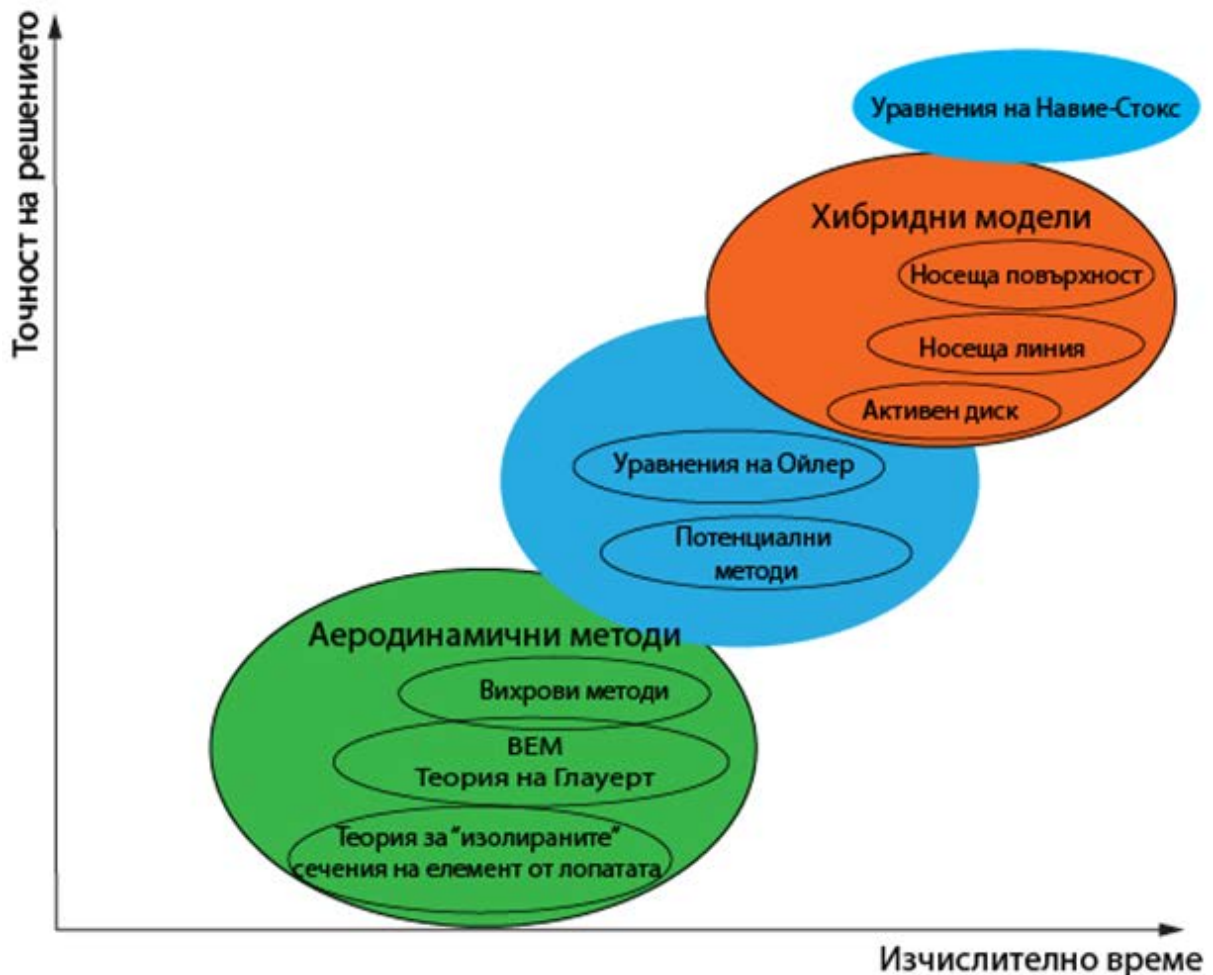 Точност на решението
Уравнения на Навие-Стокс
Хибридни модели
Носеща повърхност
Носеща линия
Активен диск
Уравнения на Ойлер
Потенциални
методи
Аеродинамични методи
Вихрови методи
BEM
Теория на Глауерт
Теория за "изолираните"
сечения на елемент от лопатата
Изчислително време